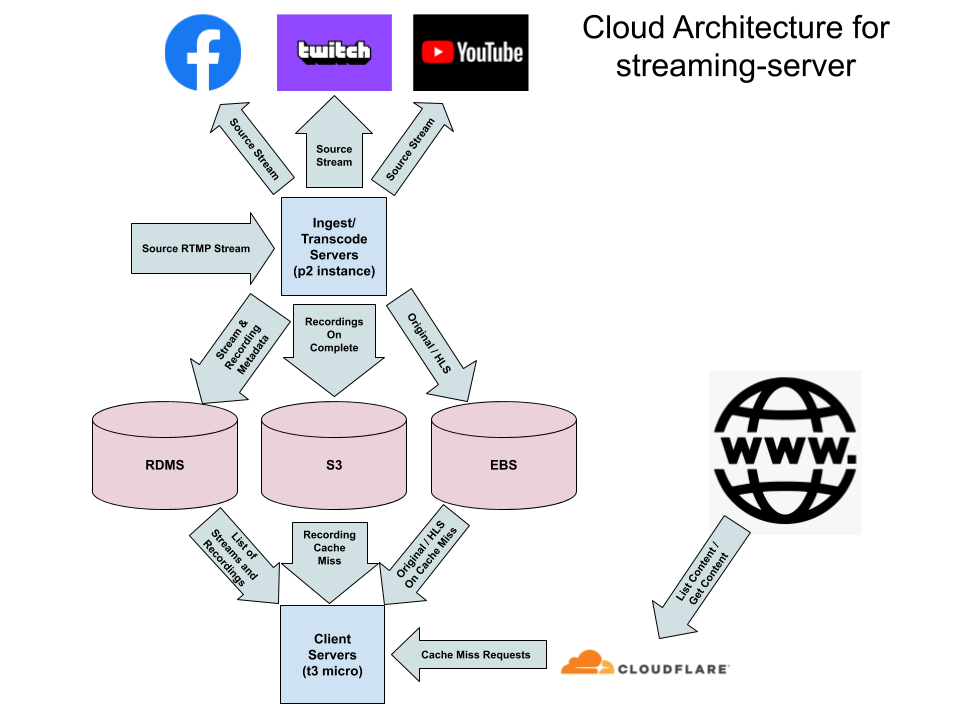 Cloud Architecture for
streaming-server
twitch
YouTube
Source Stream
Source
Stream
Source Stream
Source RTMP Stream
Ingest/
Transcode
Servers
(p2 instance)
Stream &
Recording
Metadata
Recordings
On
Complete
Original / HLS
RDMS
S3
EBS
www.
List of
Streams and
Recordings
Recording
Cache
Miss
Original / HLS
On Cache Miss
List Content /
Get Content
Client
Servers
(t3 micro)
Cache Miss Requests
CLOUDFLARE